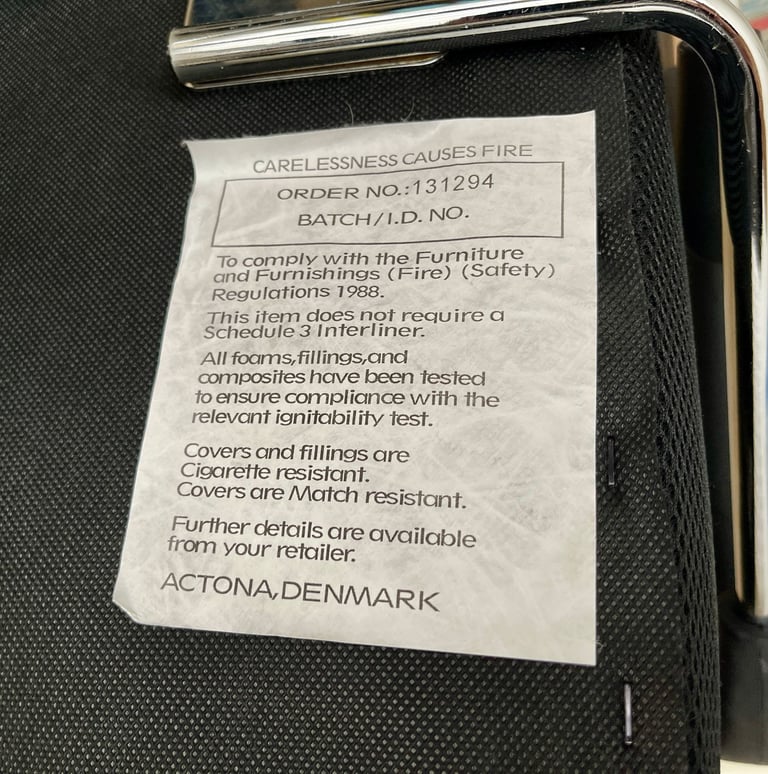 CARELESSNESS CAUSES FIRE
ORDER NO.:131294
BATCH/I.D. NO.
To comply with the Furniture
and Furnishings (Fire) (Safety)
Regulations 1988.
This item does not require a
Schedule 3 Interliner.
All foams,fillings,and
composites have been tested
to ensure compliance with the
relevant ignitability test.
Covers and fillings are
Cigarette resistant.
Covers are Match resistant.
Further details are available
from your retailer.
ACTONA,DENMARK